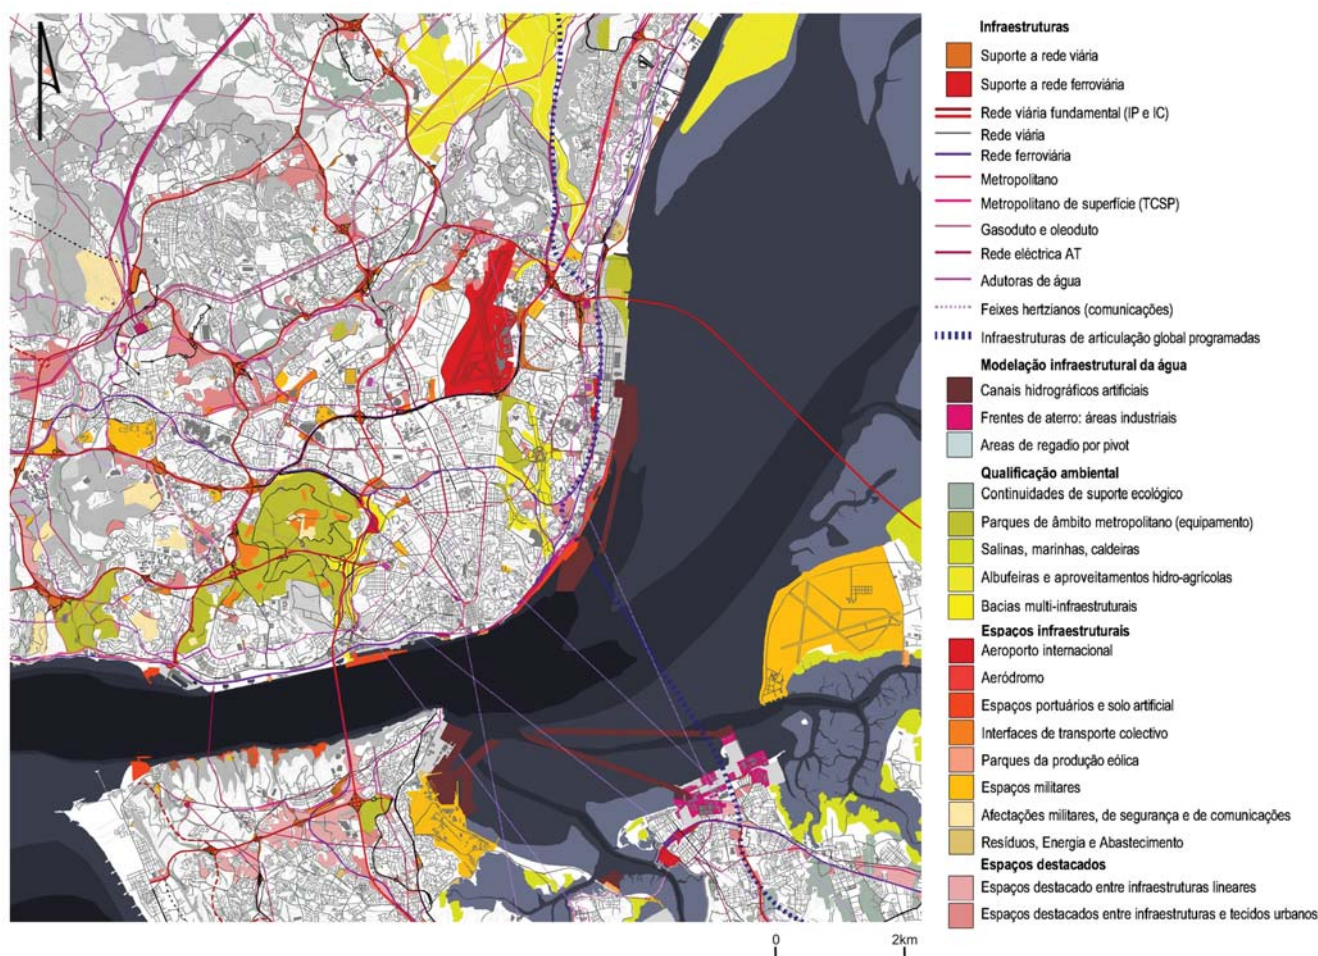 Infraestruturas
Suporte a rede viária
Suporte a rede ferroviária
Rede viária fundamental (IP e IC)
Rede viária
Rede ferroviária
Metropolitano
Metropolitano de superfície (TCSP)
Gasoduto e oleoduto
Rede eléctrica AT
Adutoras de água
Feixes hertzianos (comunicações)
Infraestruturas de articulação global programadas
Modelação infraestrutural da água
Canais hidrográficos artificiais
Frentes de aterro: áreas industriais
Areas de regadio por pivot
Qualificação ambiental
Continuidades de suporte ecológico
Parques de âmbito metropolitano (equipamento)
Salinas, marinhas, caldeiras
Albufeiras e aproveitamentos hidro-agrícolas
Bacias multi-infraestruturais
Espaços infraestruturais
Aeroporto internacional
Aeródromo
Espaços portuários e solo artificial
Interfaces de transporte colectivo
Parques da produção eólica
Espaços militares
Afectações militares, de segurança e de comunicações
Resíduos, Energia e Abastecimento
Espaços destacados
Espaços destacado entre infraestruturas lineares
Espaços destacados entre infraestruturas e tecidos urbanos
0 2km